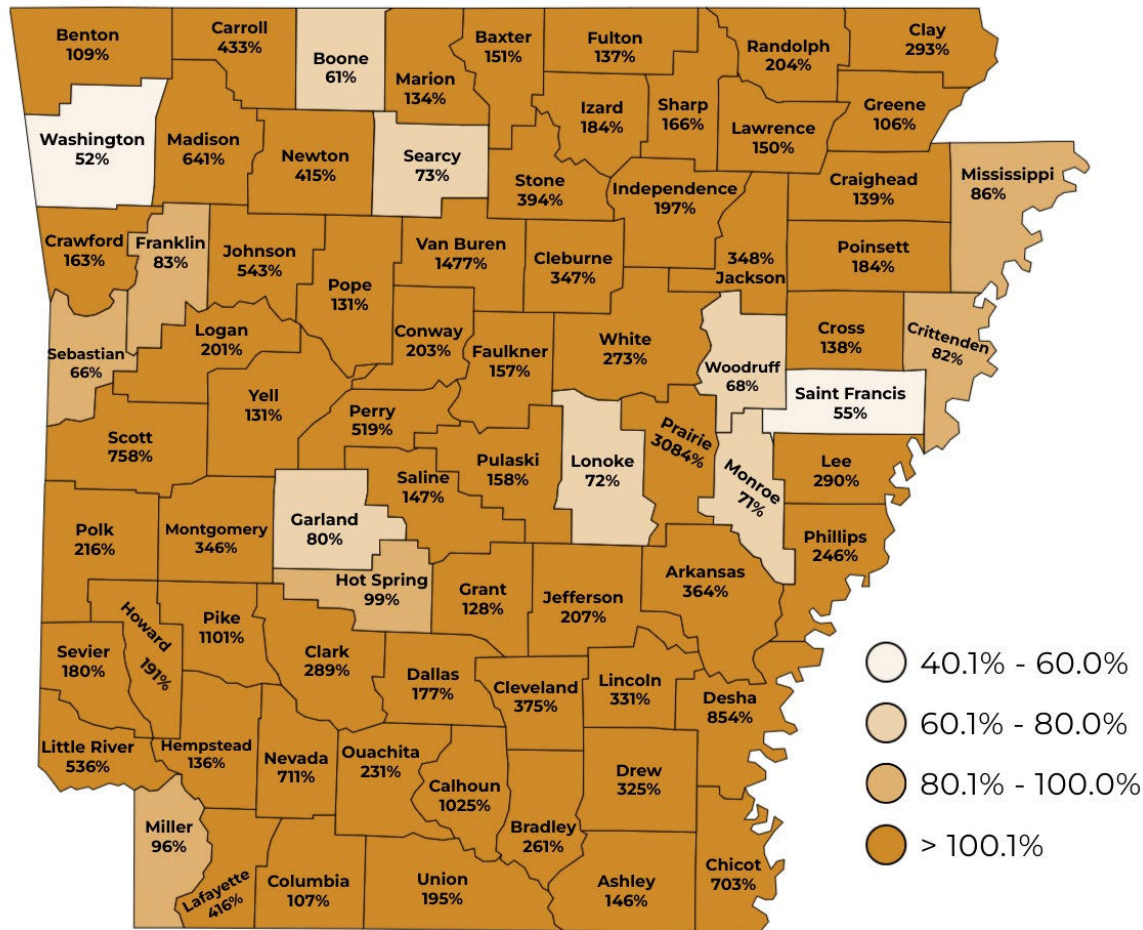 Benton
109%
Carroll
433%
Boone
61%
Marion
134%
Baxter
151%
Fulton
137%
Randolph
204%
Clay
293%
Izard
184%
Sharp
166%
Lawrence
150%
Greene
106%
Washington
52%
Madison
641%
Newton
415%
Searcy
73%
Stone
394%
Independence
197%
Craighead
139%
Mississippi
86%
Crawford
163%
Franklin
83%
Johnson
543%
Pope
131%
Van Buren
1477%
Cleburne
347%
348%
Jackson
Poinsett
184%
Sebastian
66%
Logan
201%
Conway
203%
Faulkner
157%
White
273%
Woodruff
68%
Cross
138%
Crittenden
82%
Saint Francis
55%
Scott
758%
Yell
131%
Perry
519%
Saline
147%
Pulaski
158%
Lonoke
72%
Prairie
3084%
Monroe
71%
Lee
290%
Phillips
246%
Polk
216%
Montgomery
346%
Garland
80%
Hot Spring
99%
Grant
128%
Jefferson
207%
Arkansas
364%
Sevier
180%
Howard
191%
Pike
1101%
Clark
289%
Dallas
177%
Cleveland
375%
Lincoln
331%
Desha
854%
Little River
536%
Hempstead
136%
Nevada
711%
Ouachita
231%
Calhoun
1025%
Bradley
261%
Drew
325%
Miller
96%
Lafayette
416%
Columbia
107%
Union
195%
Ashley
146%
Chicot
703%
40.1% - 60.0%
60.1% - 80.0%
80.1% - 100.0%
> 100.1%